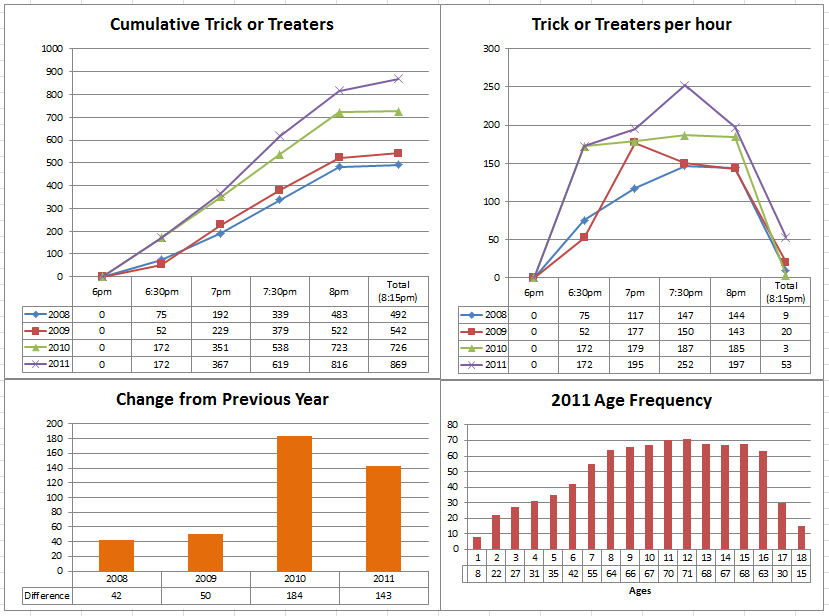 Cumulative Trick or Treaters
1000
900
800
700
600
500
400
300
200
100
0
6pm 6:30pm 7pm 7:30pm 8pm Total (8:15pm)
2008 0 75 192 339 483 492
2009 0 52 229 379 522 542
2010 0 172 351 538 723 726
2011 0 172 367 619 816 869
Trick or Treaters per hour
300
250
200
150
100
50
0
6pm 6:30pm 7pm 7:30pm 8pm Total (8:15pm)
2008 0 75 117 147 144 9
2009 0 52 177 150 143 20
2010 0 172 179 187 185 3
2011 0 172 195 252 197 53
Change from Previous Year
200
180
160
140
120
100
80
60
40
20
0
2008 2009 2010 2011
Difference 42 50 184 143
2011 Age Frequency
80
70
60
50
40
30
20
10
0
1 2 3 4 5 6 7 8 9 10 11 12 13 14 15 16 17 18
8 22 27 31 35 42 55 64 66 67 70 71 68 67 68 63 30 15
Ages